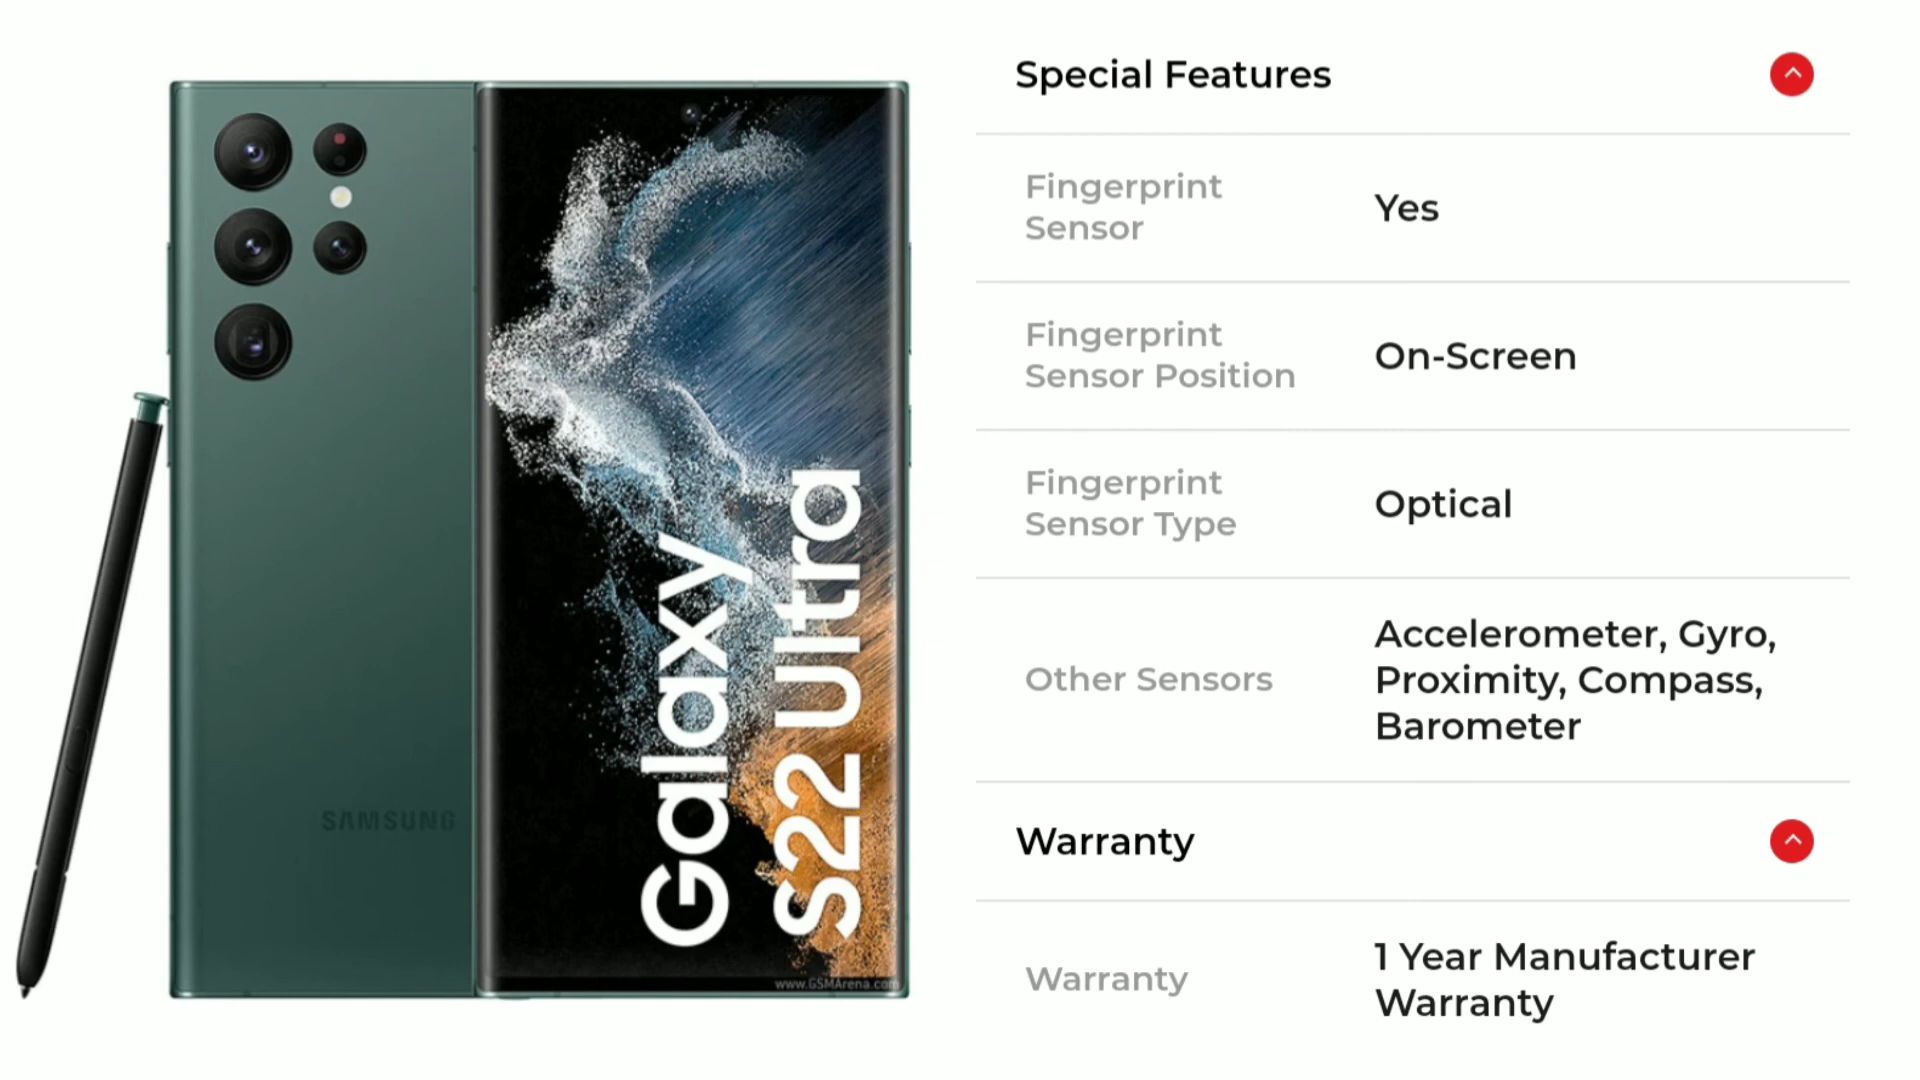 SAMSUNG
Galaxy
S22 Ultra
www.GSMArena.com
Special Features
Fingerprint
Sensor
Yes
Fingerprint
Sensor Position
On-Screen
Fingerprint
Sensor Type
Optical
Other Sensors
Accelerometer, Gyro,
Proximity, Compass,
Barometer
Warranty
Warranty
1 Year Manufacturer
Warranty